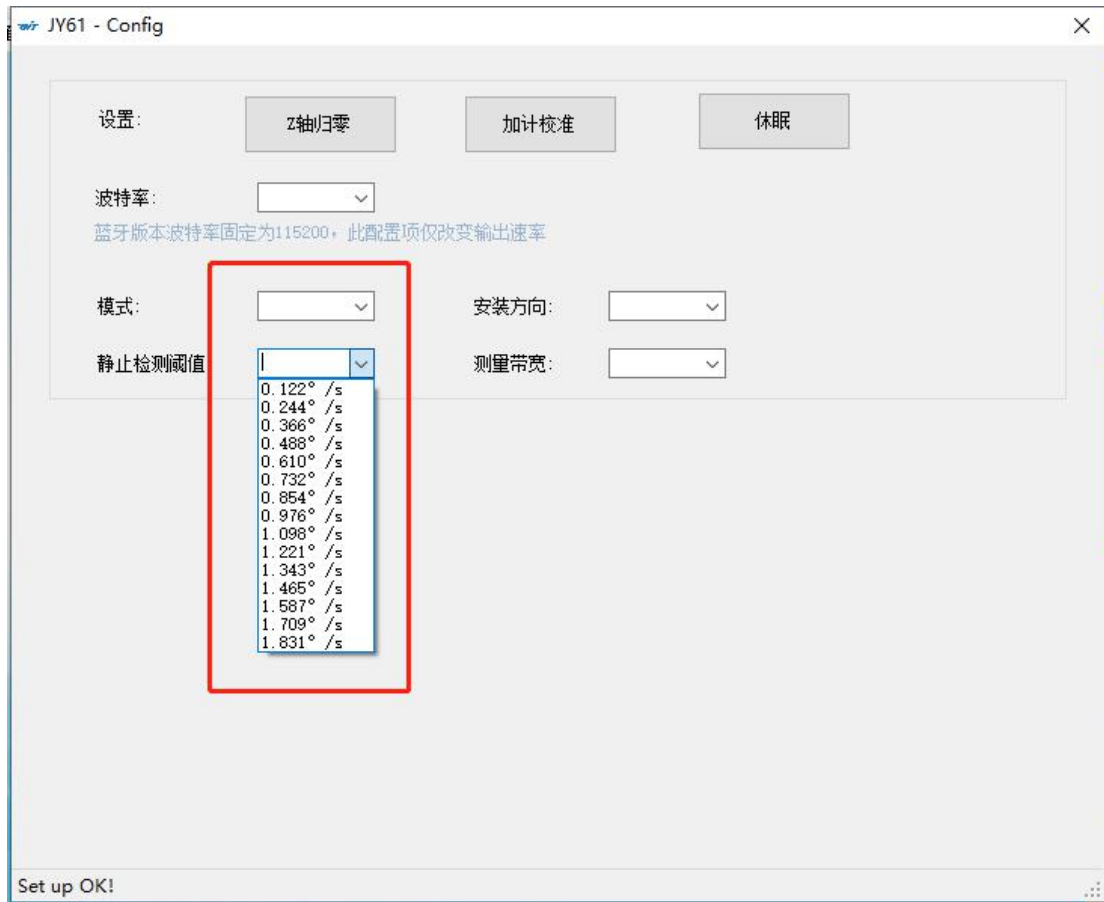 JY61 - Config
设置: Z轴归零 加计校准 休眠
波特率:
蓝牙版本波特率固定为115200，此配置项仅改变输出速率
模式: 安装方向:
静止检测阈值 测量带宽:
0.122° /s
0.244° /s
0.366° /s
0.488° /s
0.610° /s
0.732° /s
0.854° /s
0.976° /s
1.098° /s
1.221° /s
1.343° /s
1.465° /s
1.587° /s
1.709° /s
1.831° /s
Set up OK!